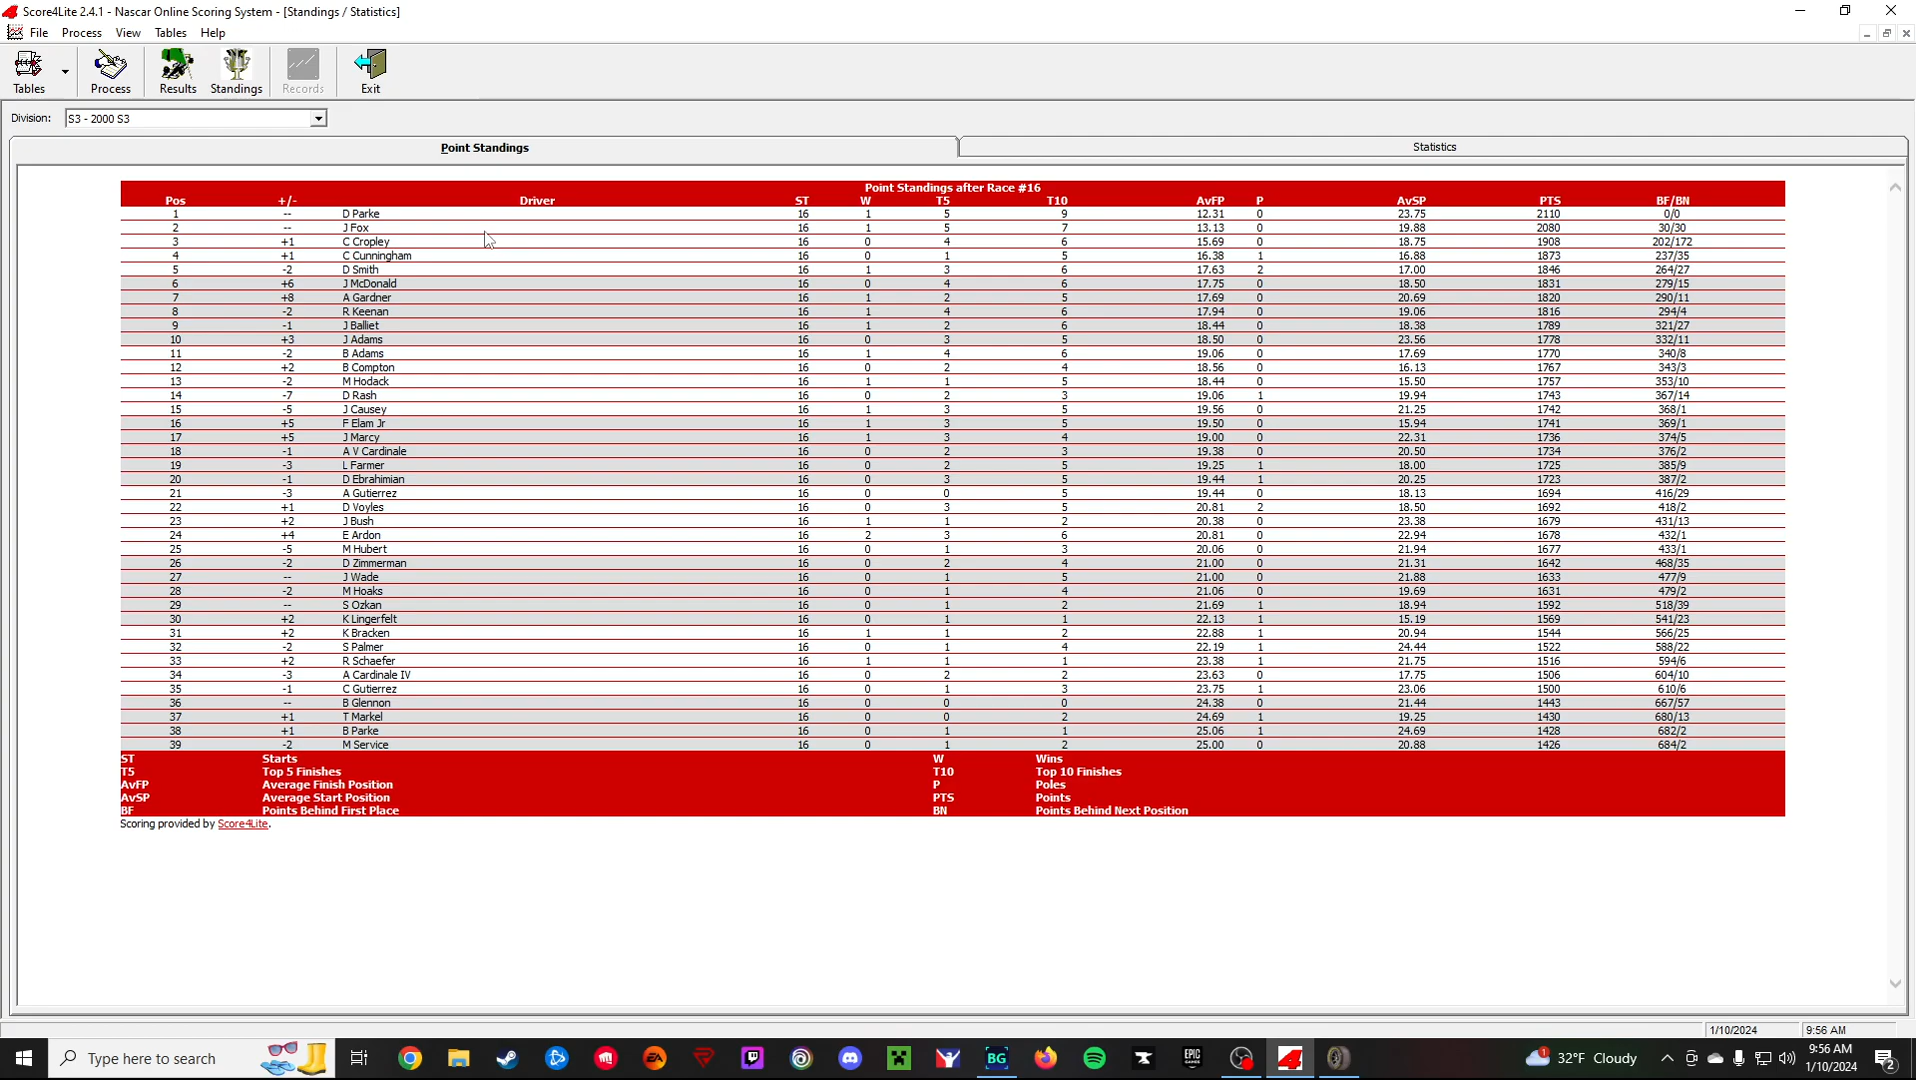 Score4Lite 2.4.1 - Nascar Online Scoring System - [Standings / Statistics]
File Process View Tables Help
Tables Process Results Standings Records Exit
Division: S3 - 2000 S3
Point Standings Statistics
Point Standings after Race #16
Pos +/- Driver ST W T5 T10 AvFP P AvSP PTS BF/BN
1 -- D Parke 16 1 5 9 12.31 0 23.75 2110 0/0
2 -- J Fox 16 1 5 7 13.13 0 19.88 2080 30/30
3 +1 C Cropley 16 0 4 6 15.69 0 18.75 1908 202/172
4 +1 C Cunningham 16 0 1 5 16.38 1 16.88 1873 237/35
5 -2 D Smith 16 1 3 6 17.63 2 17.00 1846 264/27
6 +6 J McDonald 16 0 4 6 17.75 0 18.50 1831 279/15
7 +8 A Gardner 16 1 2 5 17.69 0 20.69 1820 290/11
8 -2 R Keenan 16 1 4 6 17.94 0 19.06 1816 294/4
9 -1 J Balliet 16 1 2 6 18.44 0 18.38 1789 321/27
10 +3 J Adams 16 0 3 5 18.50 0 23.56 1778 332/11
11 -2 B Adams 16 1 4 6 19.06 0 17.69 1770 340/8
12 +2 B Compton 16 0 2 4 18.56 0 16.13 1767 343/3
13 -2 M Hodack 16 1 1 5 18.44 0 15.50 1757 353/10
14 -7 D Rash 16 0 2 3 19.06 1 19.94 1743 367/14
15 -5 J Causey 16 1 3 5 19.56 0 21.25 1742 368/1
16 +5 F Elam Jr 16 1 3 5 19.50 0 15.94 1741 369/1
17 +5 J Marcy 16 1 3 4 19.00 0 22.31 1736 374/5
18 -1 A V Cardinale 16 0 2 3 19.38 0 20.50 1734 376/2
19 -3 L Farmer 16 0 2 5 19.25 1 18.00 1725 385/9
20 -1 D Ebrahimian 16 0 3 5 19.44 1 20.25 1723 387/2
21 -3 A Gutierrez 16 0 0 5 19.44 0 18.13 1694 416/29
22 +1 D Voyles 16 0 3 5 20.81 2 18.50 1692 418/2
23 +2 J Bush 16 1 1 2 20.38 0 23.38 1679 431/13
24 +4 E Ardon 16 2 3 6 20.81 0 22.94 1678 432/1
25 -5 M Hubert 16 0 1 3 20.06 0 21.94 1677 433/1
26 -2 D Zimmerman 16 0 2 4 21.00 0 21.31 1642 468/35
27 -- J Wade 16 0 1 5 21.00 0 21.88 1633 477/9
28 -2 M Hoaks 16 0 1 4 21.06 0 19.69 1631 479/2
29 -- S Ozkan 16 0 1 2 21.69 1 18.94 1592 518/39
30 +2 K Lingerfelt 16 0 1 1 22.13 1 15.19 1569 541/23
31 +2 K Bracken 16 1 1 2 22.88 1 20.94 1544 566/25
32 -2 S Palmer 16 0 1 4 22.19 1 24.44 1522 588/22
33 +2 R Schaefer 16 1 1 1 23.38 1 21.75 1516 594/6
34 -3 A Cardinale IV 16 0 2 2 23.63 0 17.75 1506 604/10
35 -1 C Gutierrez 16 0 1 3 23.75 1 23.06 1500 610/6
36 -- B Glennon 16 0 0 0 24.38 0 21.44 1443 667/57
37 +1 T Markel 16 0 0 2 24.69 1 19.25 1430 680/13
38 +1 B Parke 16 0 1 1 25.06 1 24.69 1428 682/2
39 -2 M Service 16 0 1 2 25.00 0 20.88 1426 684/2
ST Starts W Wins
T5 Top 5 Finishes T10 Top 10 Finishes
AvFP Average Finish Position P Poles
AvSP Average Start Position PTS Points
BF Points Behind First Place BN Points Behind Next Position
Scoring provided by Score4Lite.
1/10/2024 9:56 AM
Type here to search
EA
BG
EPIC GAMES
4
1
32°F Cloudy
9:56 AM
1/10/2024
2